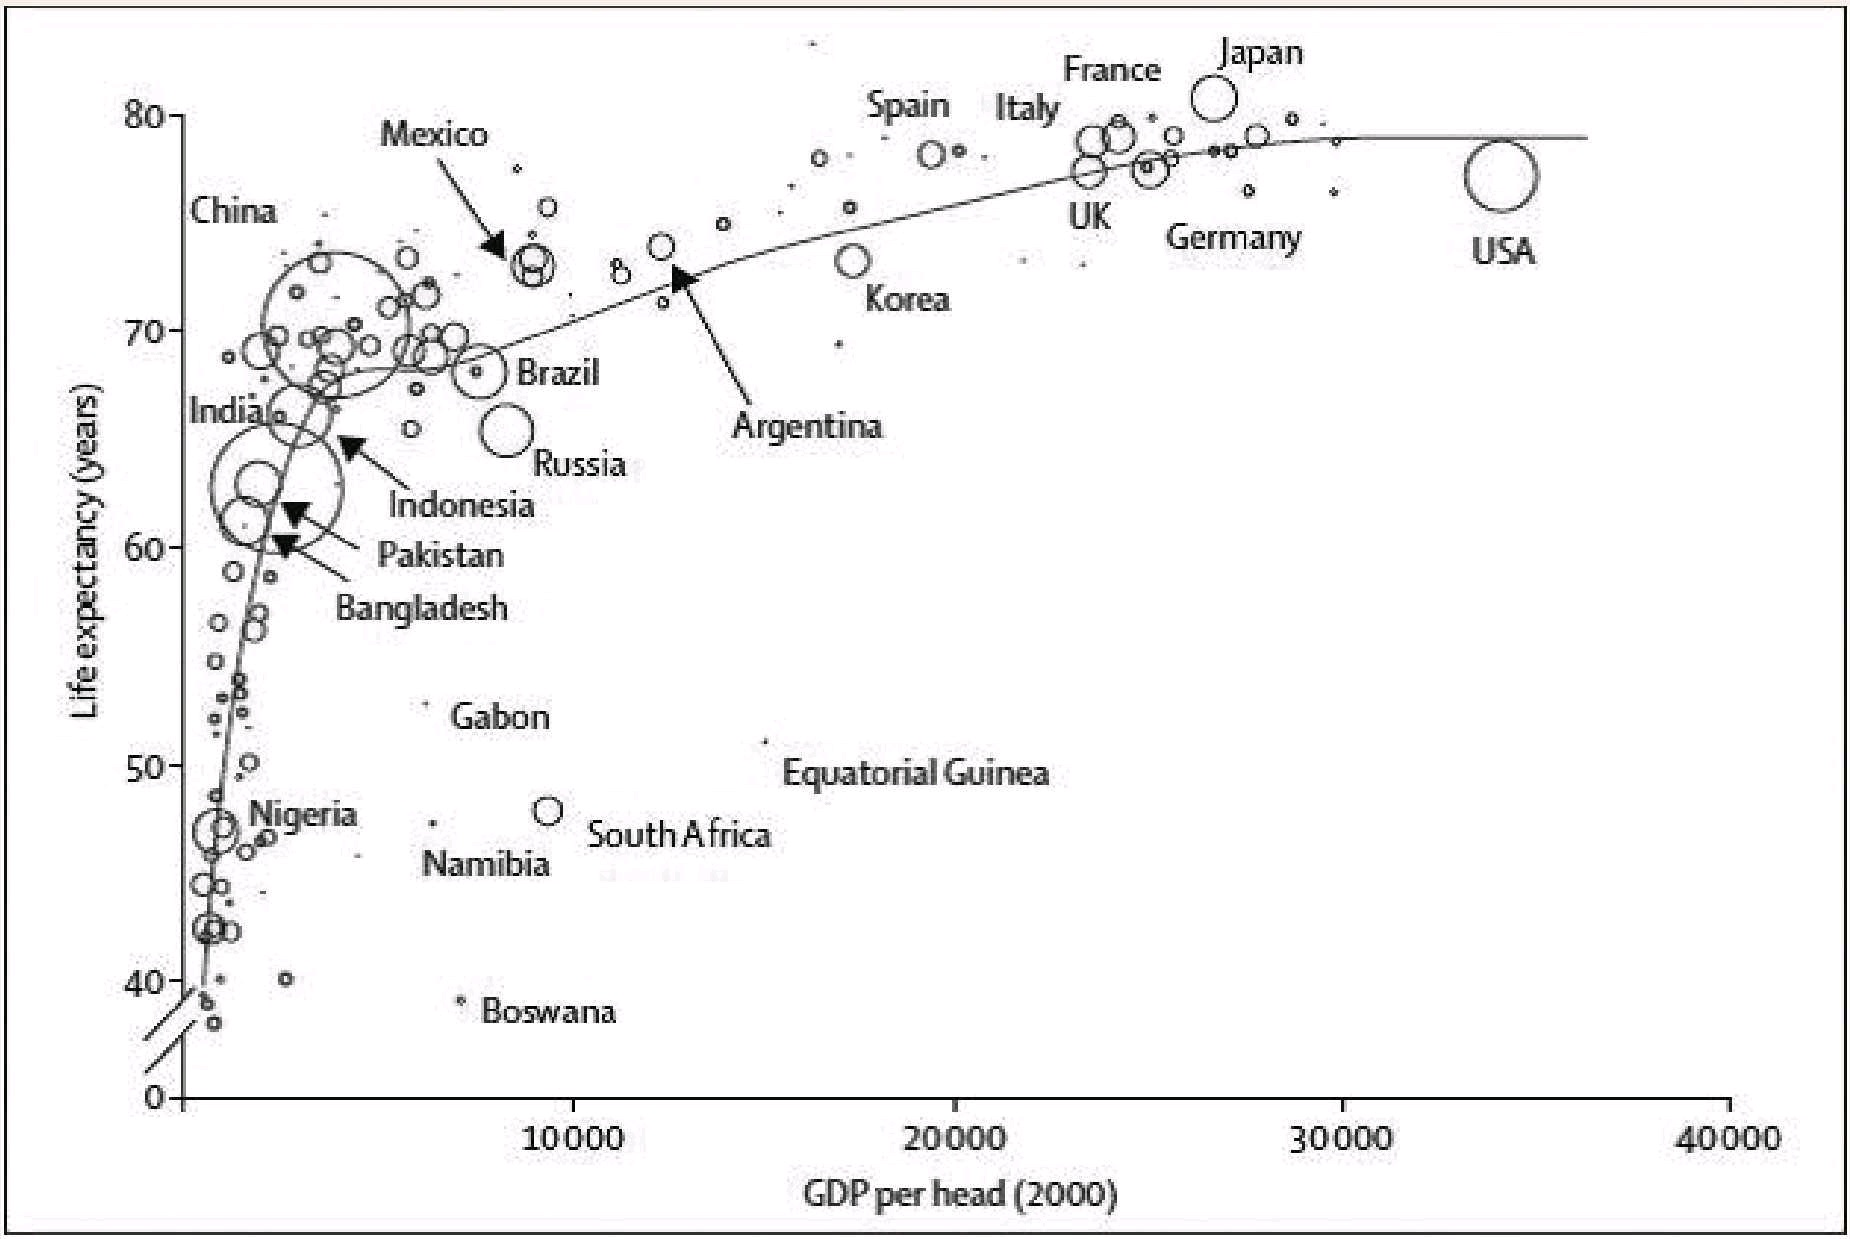 Japan
France
Spain
Italy
80
Mexico
China
UK
Germany
USA
Korea
70
Brazil
India
Argentina
Russia
Indonesia
60
Pakistan
Bangladesh
Life expectancy (years)
Gabon
50
Equatorial Guinea
Nigeria
South Africa
Namibia
40
Boswana
0
10000
20000
30000
40000
GDP per head (2000)